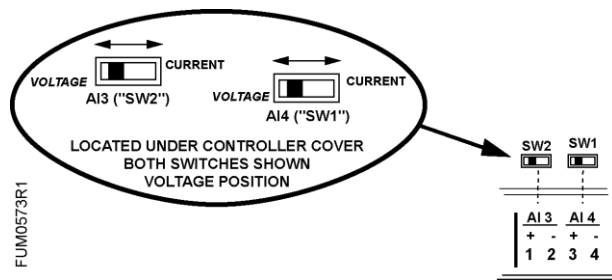 VOLTAGE CURRENT
AI3 ("SW2")
VOLTAGE CURRENT
AI4 ("SW1")
LOCATED UNDER CONTROLLER COVER
BOTH SWITCHES SHOWN
VOLTAGE POSITION
FUM0573R1
SW2 SW1
AI 3 AI 4
+ - + -
1 2 3 4